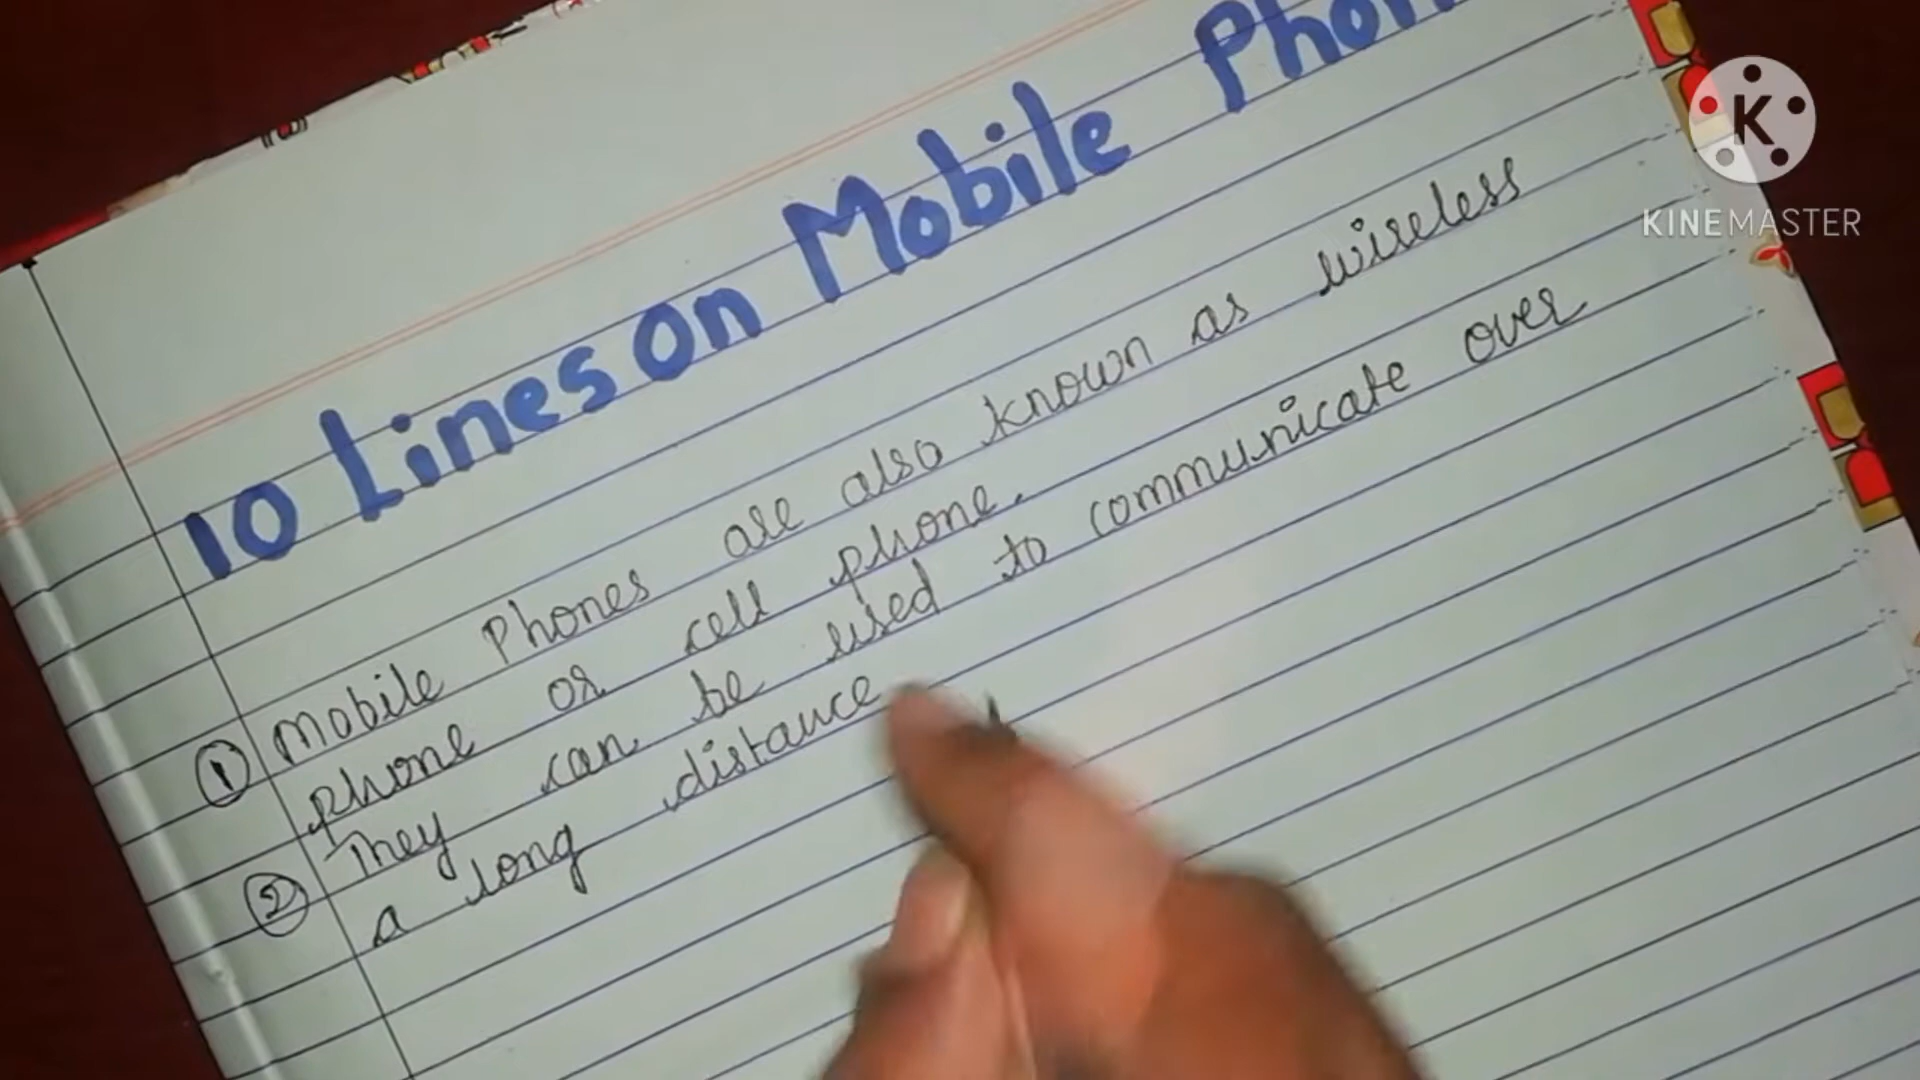 10 Lines on Mobile Phon
① Mobile Phones are also known as wireless
phone or cell phone.
② They can be used to communicate over
a long distance
K
KINEMASTER